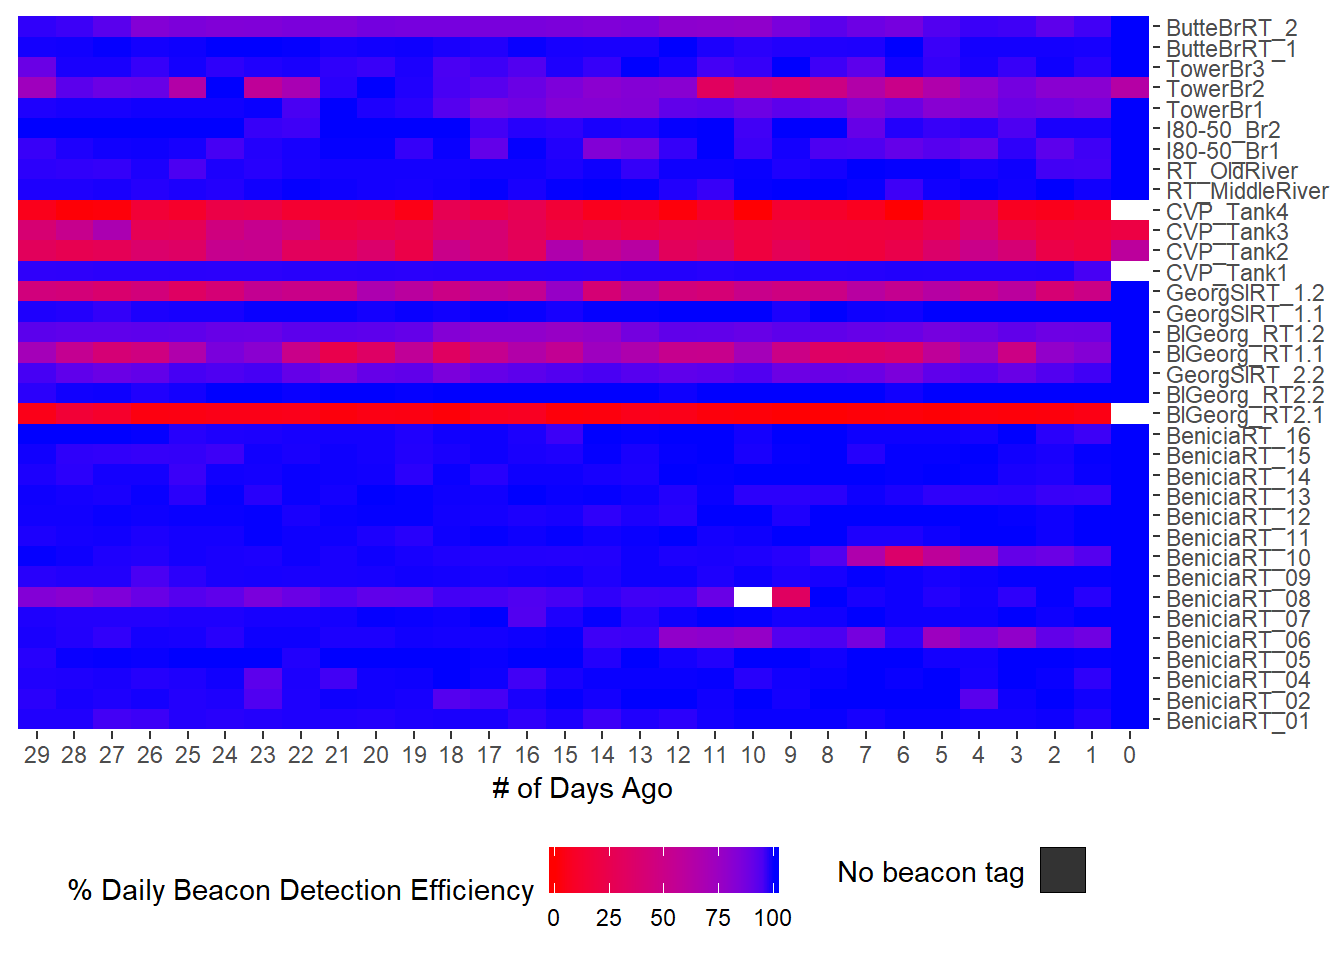 ButteBrRT_2
ButteBrRT_1
TowerBr3
TowerBr2
TowerBr1
I80-50_Br2
I80-50_Br1
RT_OldRiver
RT_MiddleRiver
CVP_Tank4
CVP_Tank3
CVP_Tank2
CVP_Tank1
GeorgSlRT_1.2
GeorgSlRT_1.1
BlGeorg_RT1.2
BlGeorg_RT1.1
GeorgSlRT_2.2
BlGeorg_RT2.2
BlGeorg_RT2.1
BeniciaRT_16
BeniciaRT_15
BeniciaRT_14
BeniciaRT_13
BeniciaRT_12
BeniciaRT_11
BeniciaRT_10
BeniciaRT_09
BeniciaRT_08
BeniciaRT_07
BeniciaRT_06
BeniciaRT_05
BeniciaRT_04
BeniciaRT_02
BeniciaRT_01
29 28 27 26 25 24 23 22 21 20 19 18 17 16 15 14 13 12 11 10 9 8 7 6 5 4 3 2 1 0
# of Days Ago
% Daily Beacon Detection Efficiency
0 25 50 75 100
No beacon tag